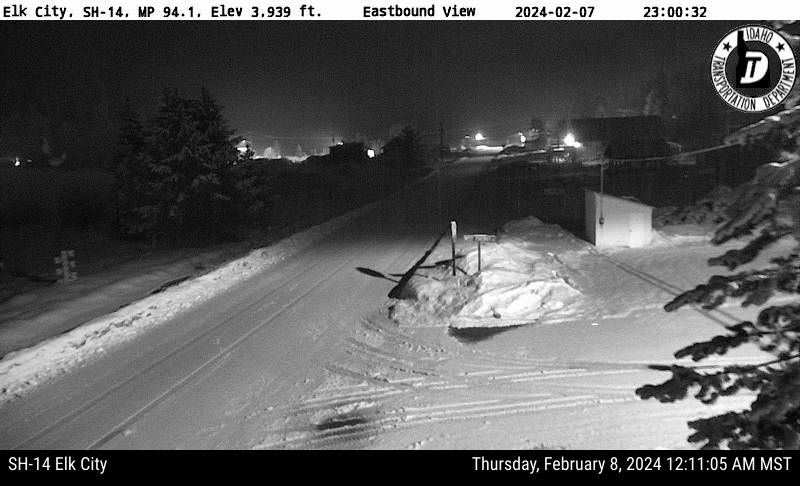 Elk City, SH-14, MP 94.1, Elev 3,939 ft. Eastbound View 2024-02-07 23:00:32
IDAHO
TRANSPORTATION DEPARTMENT
SH-14 Elk City Thursday, February 8, 2024 12:11:05 AM MST